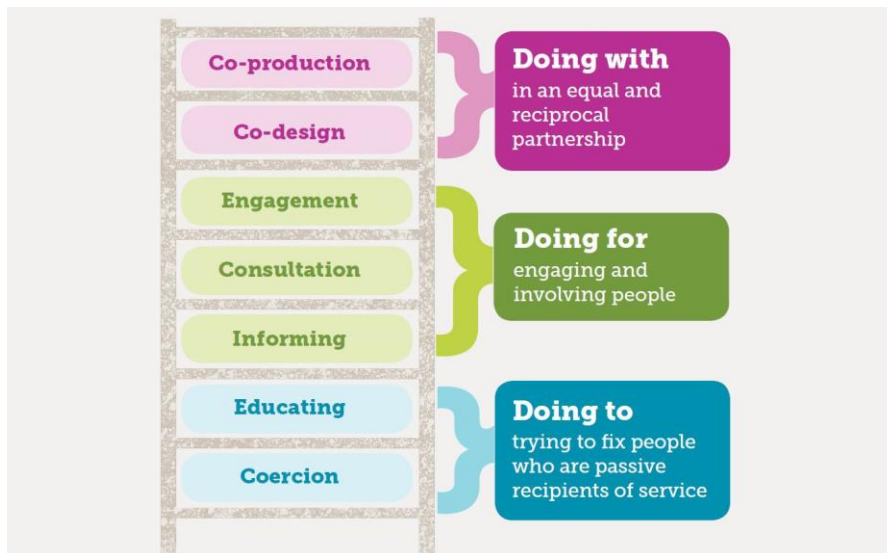 Co-production
Co-design
Doing with
in an equal and
reciprocal
partnership
Engagement
Consultation
Informing
Doing for
engaging and
involving people
Educating
Coercion
Doing to
trying to fix people
who are passive
recipients of service